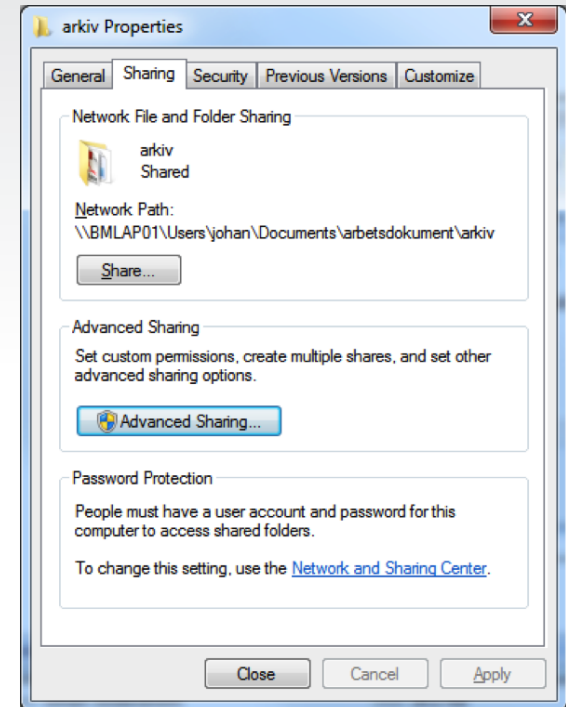 arkiv Properties
General Sharing Security Previous Versions Customize
Network File and Folder Sharing
arkiv
Shared
Network Path:
\\BMLAP01\Users\johan\Documents\arbetsdokument\arkiv
Share...
Advanced Sharing
Set custom permissions, create multiple shares, and set other
advanced sharing options.
Advanced Sharing...
Password Protection
People must have a user account and password for this
computer to access shared folders.
To change this setting, use the Network and Sharing Center.
Close Cancel Apply